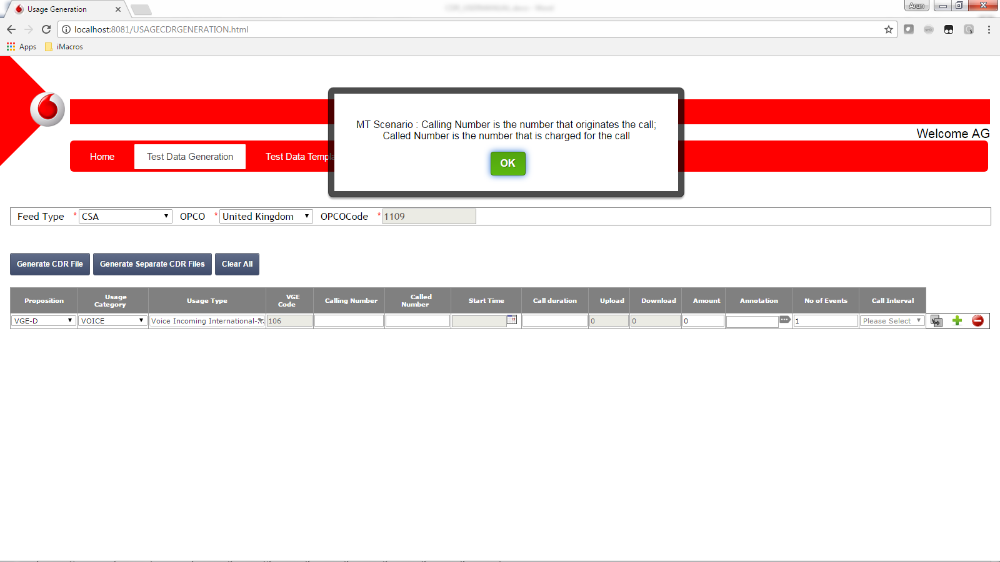 Usage Generation
Arun
localhost:8081/USAGECDRGENERATION.html
Apps iMacros
MT Scenario : Calling Number is the number that originates the call;
Called Number is the number that is charged for the call
OK
Welcome AG
Home Test Data Generation Test Data Templa
Feed Type * CSA OPCO * United Kingdom OPCOCode * 1109
Generate CDR File Generate Separate CDR Files Clear All
Proposition Usage Category Usage Type VGE Code Calling Number Called Number Start Time Call duration Upload Download Amount Annotation No of Events Call Interval
VGE-D VOICE Voice Incoming International- 106 0 0 0 1 Please Select